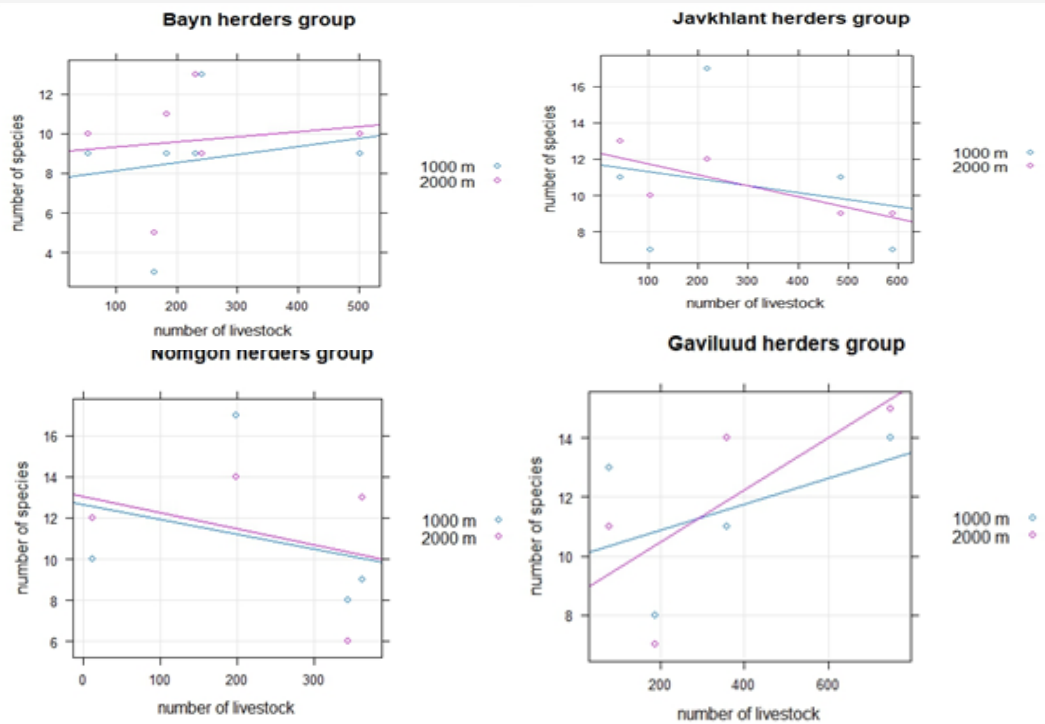 Bayn herders group
number of species
12
10
8
6
4
100 200 300 400 500
number of livestock
1000 m
2000 m
Javkhlant herders group
number of species
16
14
12
10
8
100 200 300 400 500 600
number of livestock
1000 m
2000 m
Nomgon herders group
number of species
16
14
12
10
8
6
0 100 200 300
number of livestock
1000 m
2000 m
Gaviluud herders group
number of species
14
12
10
8
200 400 600
number of livestock
1000 m
2000 m